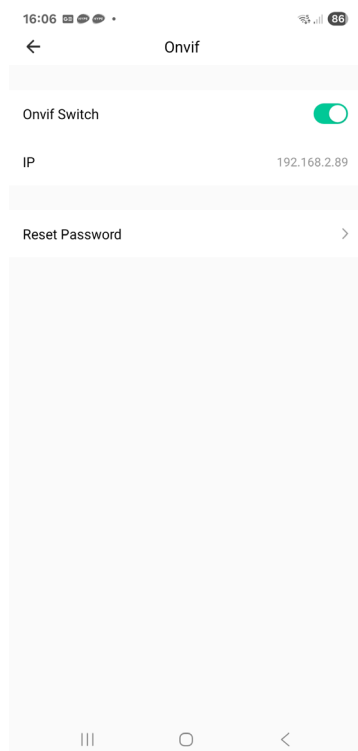 16:06
86
Onvif
Onvif Switch
IP 192.168.2.89
Reset Password